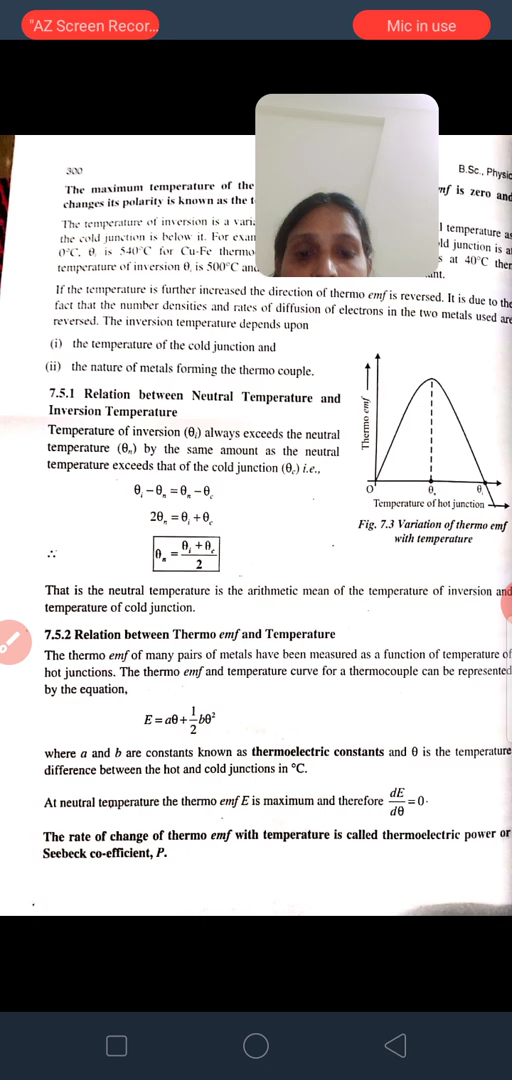 "AZ Screen Recor...
Mic in use
300
B.Sc., Physic
The maximum temperature of the
emf is zero and
changes its polarity is known as the t
The temperature of inversion is a vari
l temperature as
the cold junction is below it. For exan
old junction is at
0°C, θi is 540°C for Cu-Fe thermo
s at 40°C then
temperature of inversion θi is 500°C and
If the temperature is further increased the direction of thermo emf is reversed. It is due to the
fact that the number densities and rates of diffusion of electrons in the two metals used are
reversed. The inversion temperature depends upon
(i) the temperature of the cold junction and
(ii) the nature of metals forming the thermo couple.
7.5.1 Relation between Neutral Temperature and
Inversion Temperature
Temperature of inversion (θi) always exceeds the neutral
temperature (θn) by the same amount as the neutral
temperature exceeds that of the cold junction (θc) i.e.,
θi – θn = θn – θc
2θn = θi + θc
∴ θn = (θi + θc)/2
Thermo emf
O θn θi
Temperature of hot junction
Fig. 7.3 Variation of thermo emf
with temperature
That is the neutral temperature is the arithmetic mean of the temperature of inversion and
temperature of cold junction.
7.5.2 Relation between Thermo emf and Temperature
The thermo emf of many pairs of metals have been measured as a function of temperature of
hot junctions. The thermo emf and temperature curve for a thermocouple can be represented
by the equation,
E = aθ + 1/2 bθ²
where a and b are constants known as thermoelectric constants and θ is the temperature
difference between the hot and cold junctions in °C.
At neutral temperature the thermo emf E is maximum and therefore dE/dθ = 0.
The rate of change of thermo emf with temperature is called thermoelectric power or
Seebeck co-efficient, P.